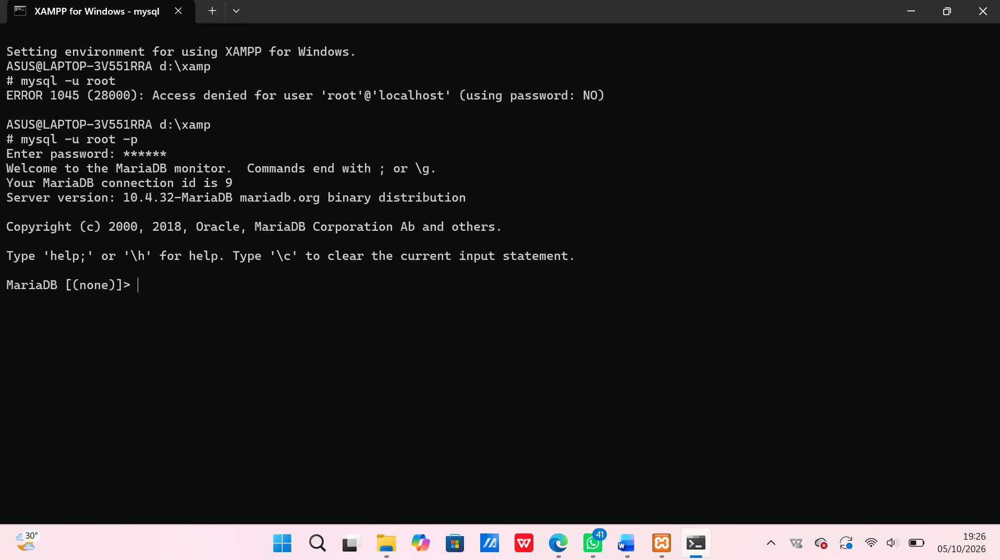 XAMPP for Windows - mysql
Setting environment for using XAMPP for Windows.
ASUS@LAPTOP-3V551RRA d:\xamp
# mysql -u root
ERROR 1045 (28000): Access denied for user 'root'@'localhost' (using password: NO)
ASUS@LAPTOP-3V551RRA d:\xamp
# mysql -u root -p
Enter password: ******
Welcome to the MariaDB monitor.  Commands end with ; or \g.
Your MariaDB connection id is 9
Server version: 10.4.32-MariaDB mariadb.org binary distribution
Copyright (c) 2000, 2018, Oracle, MariaDB Corporation Ab and others.
Type 'help;' or '\h' for help. Type '\c' to clear the current input statement.
MariaDB [(none)]>
30°
41
19:26
05/10/2026